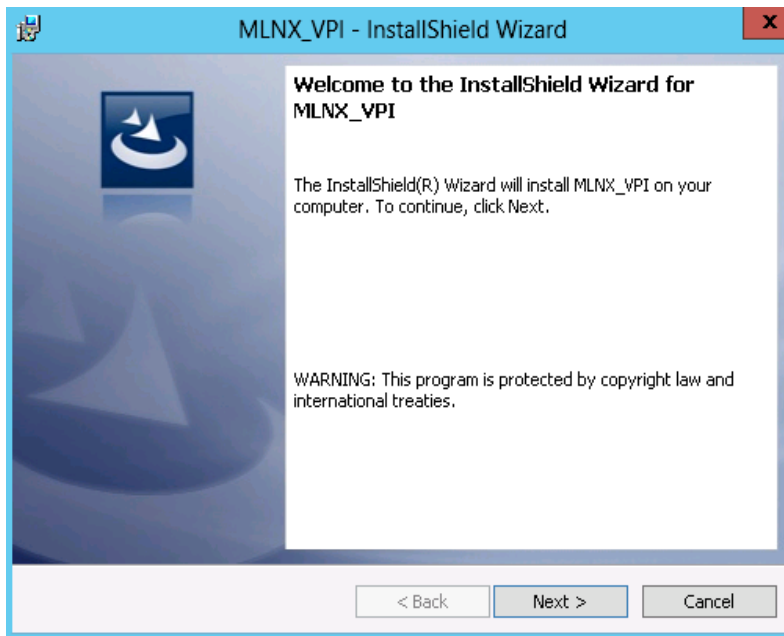 MLNX_VPI - InstallShield Wizard
x
Welcome to the InstallShield Wizard for
MLNX_VPI
The InstallShield(R) Wizard will install MLNX_VPI on your
computer. To continue, click Next.
WARNING: This program is protected by copyright law and
international treaties.
< Back
Next >
Cancel